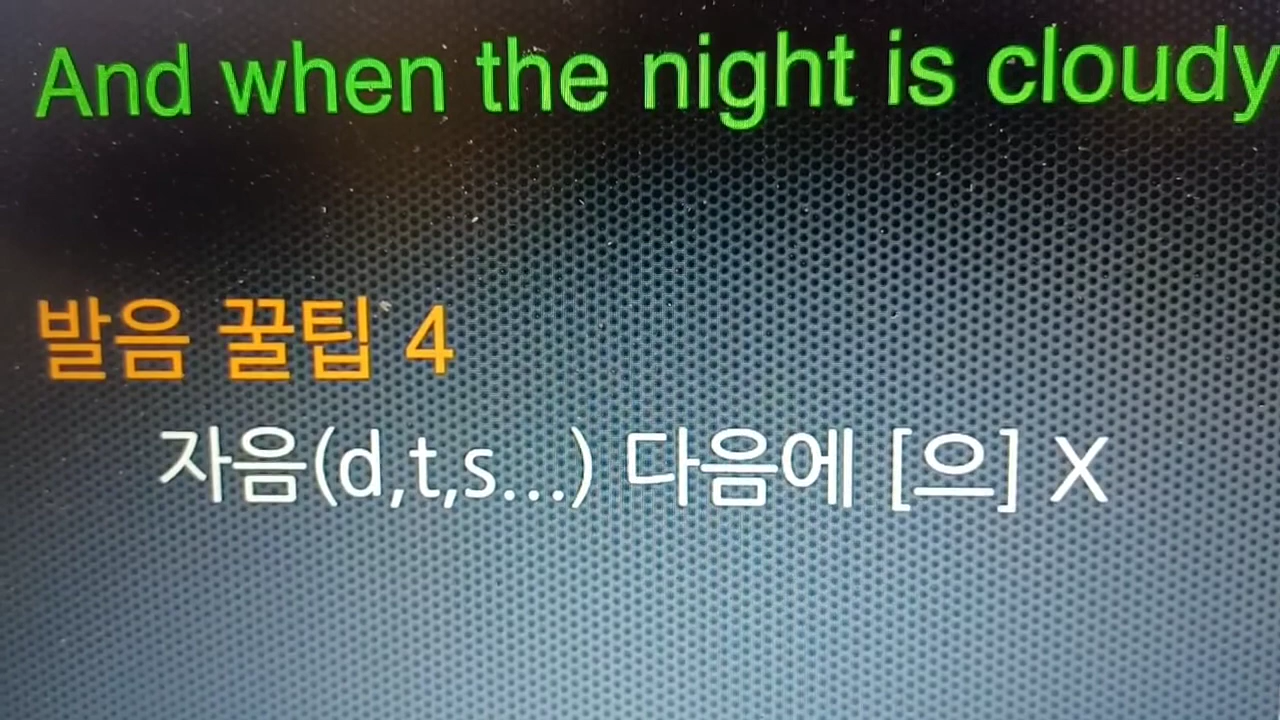 And when the night is cloudy
발음 꿀팁 4
자음(d,t,s...) 다음에 [으] X